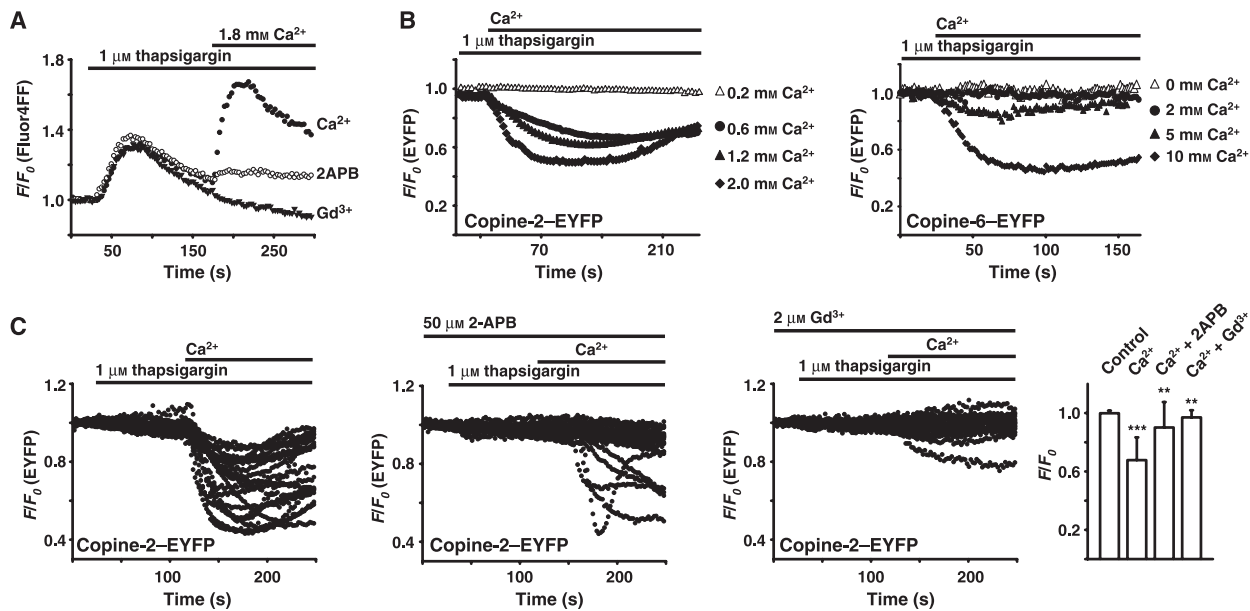 A
1.8 mM Ca²⁺
1 μM thapsigargin
1.8
1.4
1.0
F/F₀ (Fluor4FF)
Ca²⁺
2APB
Gd³⁺
50
150
250
Time (s)
B
Ca²⁺
1 μM thapsigargin
1.0
0.6
0.2
F/F₀ (EYFP)
Copine-2–EYFP
70
210
Time (s)
0.2 mM Ca²⁺
0.6 mM Ca²⁺
1.2 mM Ca²⁺
2.0 mM Ca²⁺
Ca²⁺
1 μM thapsigargin
1.0
0.6
0.2
F/F₀ (EYFP)
Copine-6–EYFP
50
100
150
Time (s)
0 mM Ca²⁺
2 mM Ca²⁺
5 mM Ca²⁺
10 mM Ca²⁺
C
Ca²⁺
1 μM thapsigargin
1.2
0.8
0.4
F/F₀ (EYFP)
Copine-2–EYFP
100
200
Time (s)
50 μM 2-APB
Ca²⁺
1 μM thapsigargin
1.2
0.8
0.4
F/F₀ (EYFP)
Copine-2–EYFP
100
200
Time (s)
2 μM Gd³⁺
Ca²⁺
1 μM thapsigargin
1.2
0.8
0.4
F/F₀ (EYFP)
Copine-2–EYFP
100
200
Time (s)
Control
Ca²⁺
Ca²⁺ + 2APB
Ca²⁺ + Gd³⁺
***
**
**
1.0
0.6
0.2
F/F₀